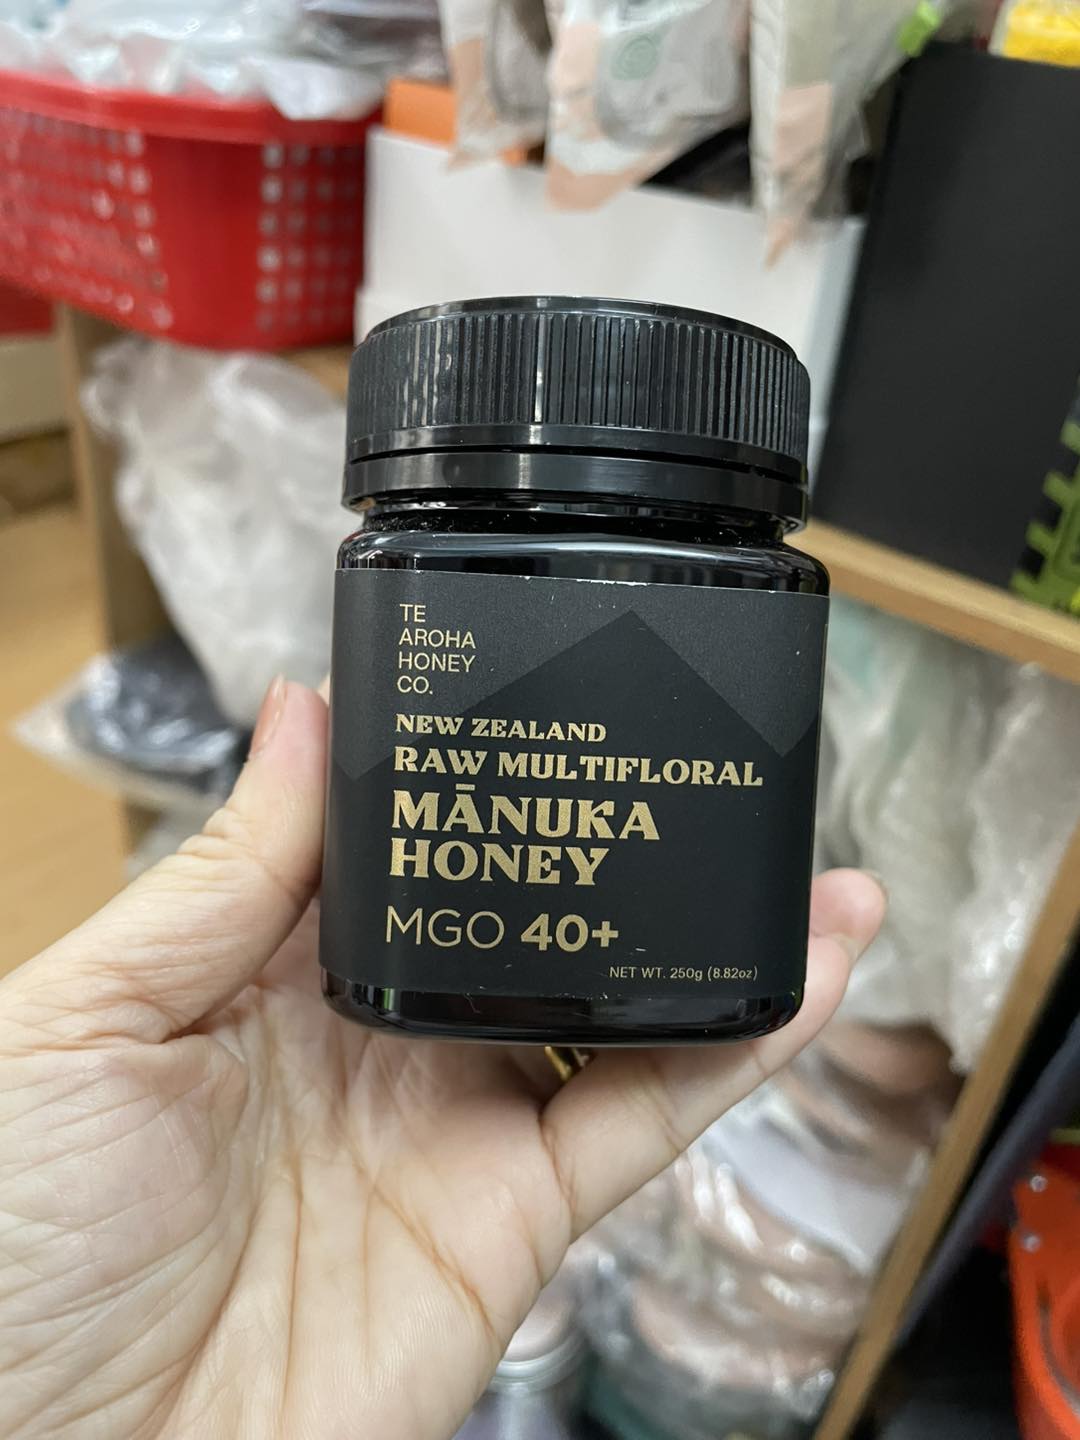 TE
AROHA
HONEY
CO.
NEW ZEALAND
RAW MULTIFLORAL
MĀNUKA
HONEY
MGO 40+
NET WT. 250g (8.82oz)